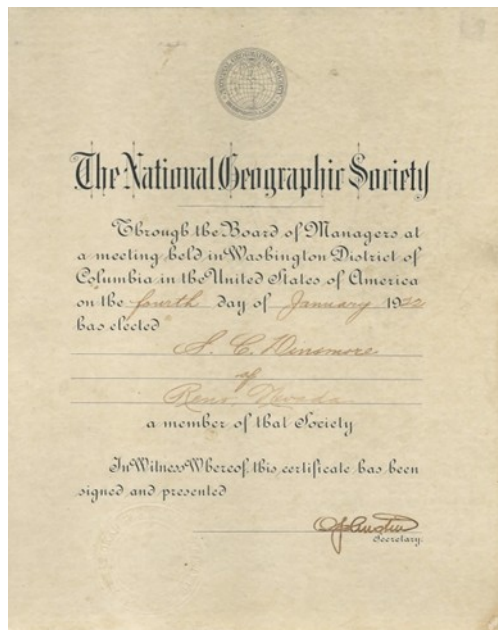 The National Geographic Society
Through the Board of Managers at
a meeting held in Washington District of
Columbia in the United States of America
on the fourth day of January 1922
has elected
S. C. Dinsmore
of
Reno, Nevada
a member of that Society
In Witness Whereof, this certificate has been
signed and presented
Secretary.